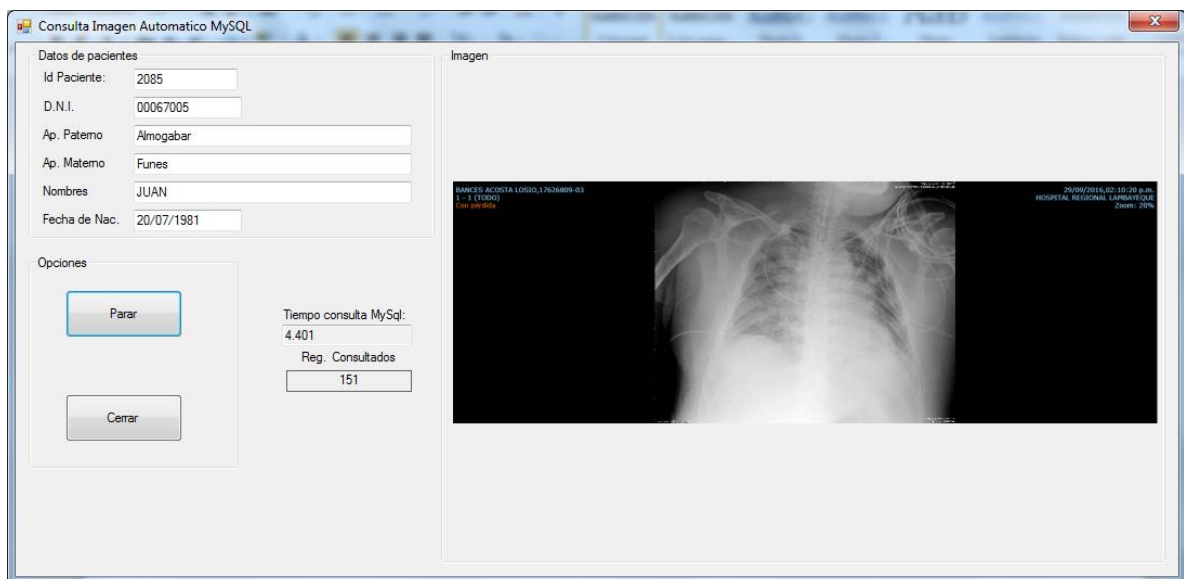 Consulta Imagen Automatico MySQL
Datos de pacientes
Id Paciente: 2085
D.N.I. 00067005
Ap. Paterno Almogabar
Ap. Materno Funes
Nombres JUAN
Fecha de Nac. 20/07/1981
Opciones
Parar
Cerrar
Tiempo consulta MySql:
4.401
Reg. Consultados
151
Imagen
BANCES ACOSTA LOSIO,17626809-03
1 - 1 (TODO)
Con pérdida
29/09/2016,02:10:20 p.m.
HOSPITAL REGIONAL LAMBAYEQUE
Zoom: 20%